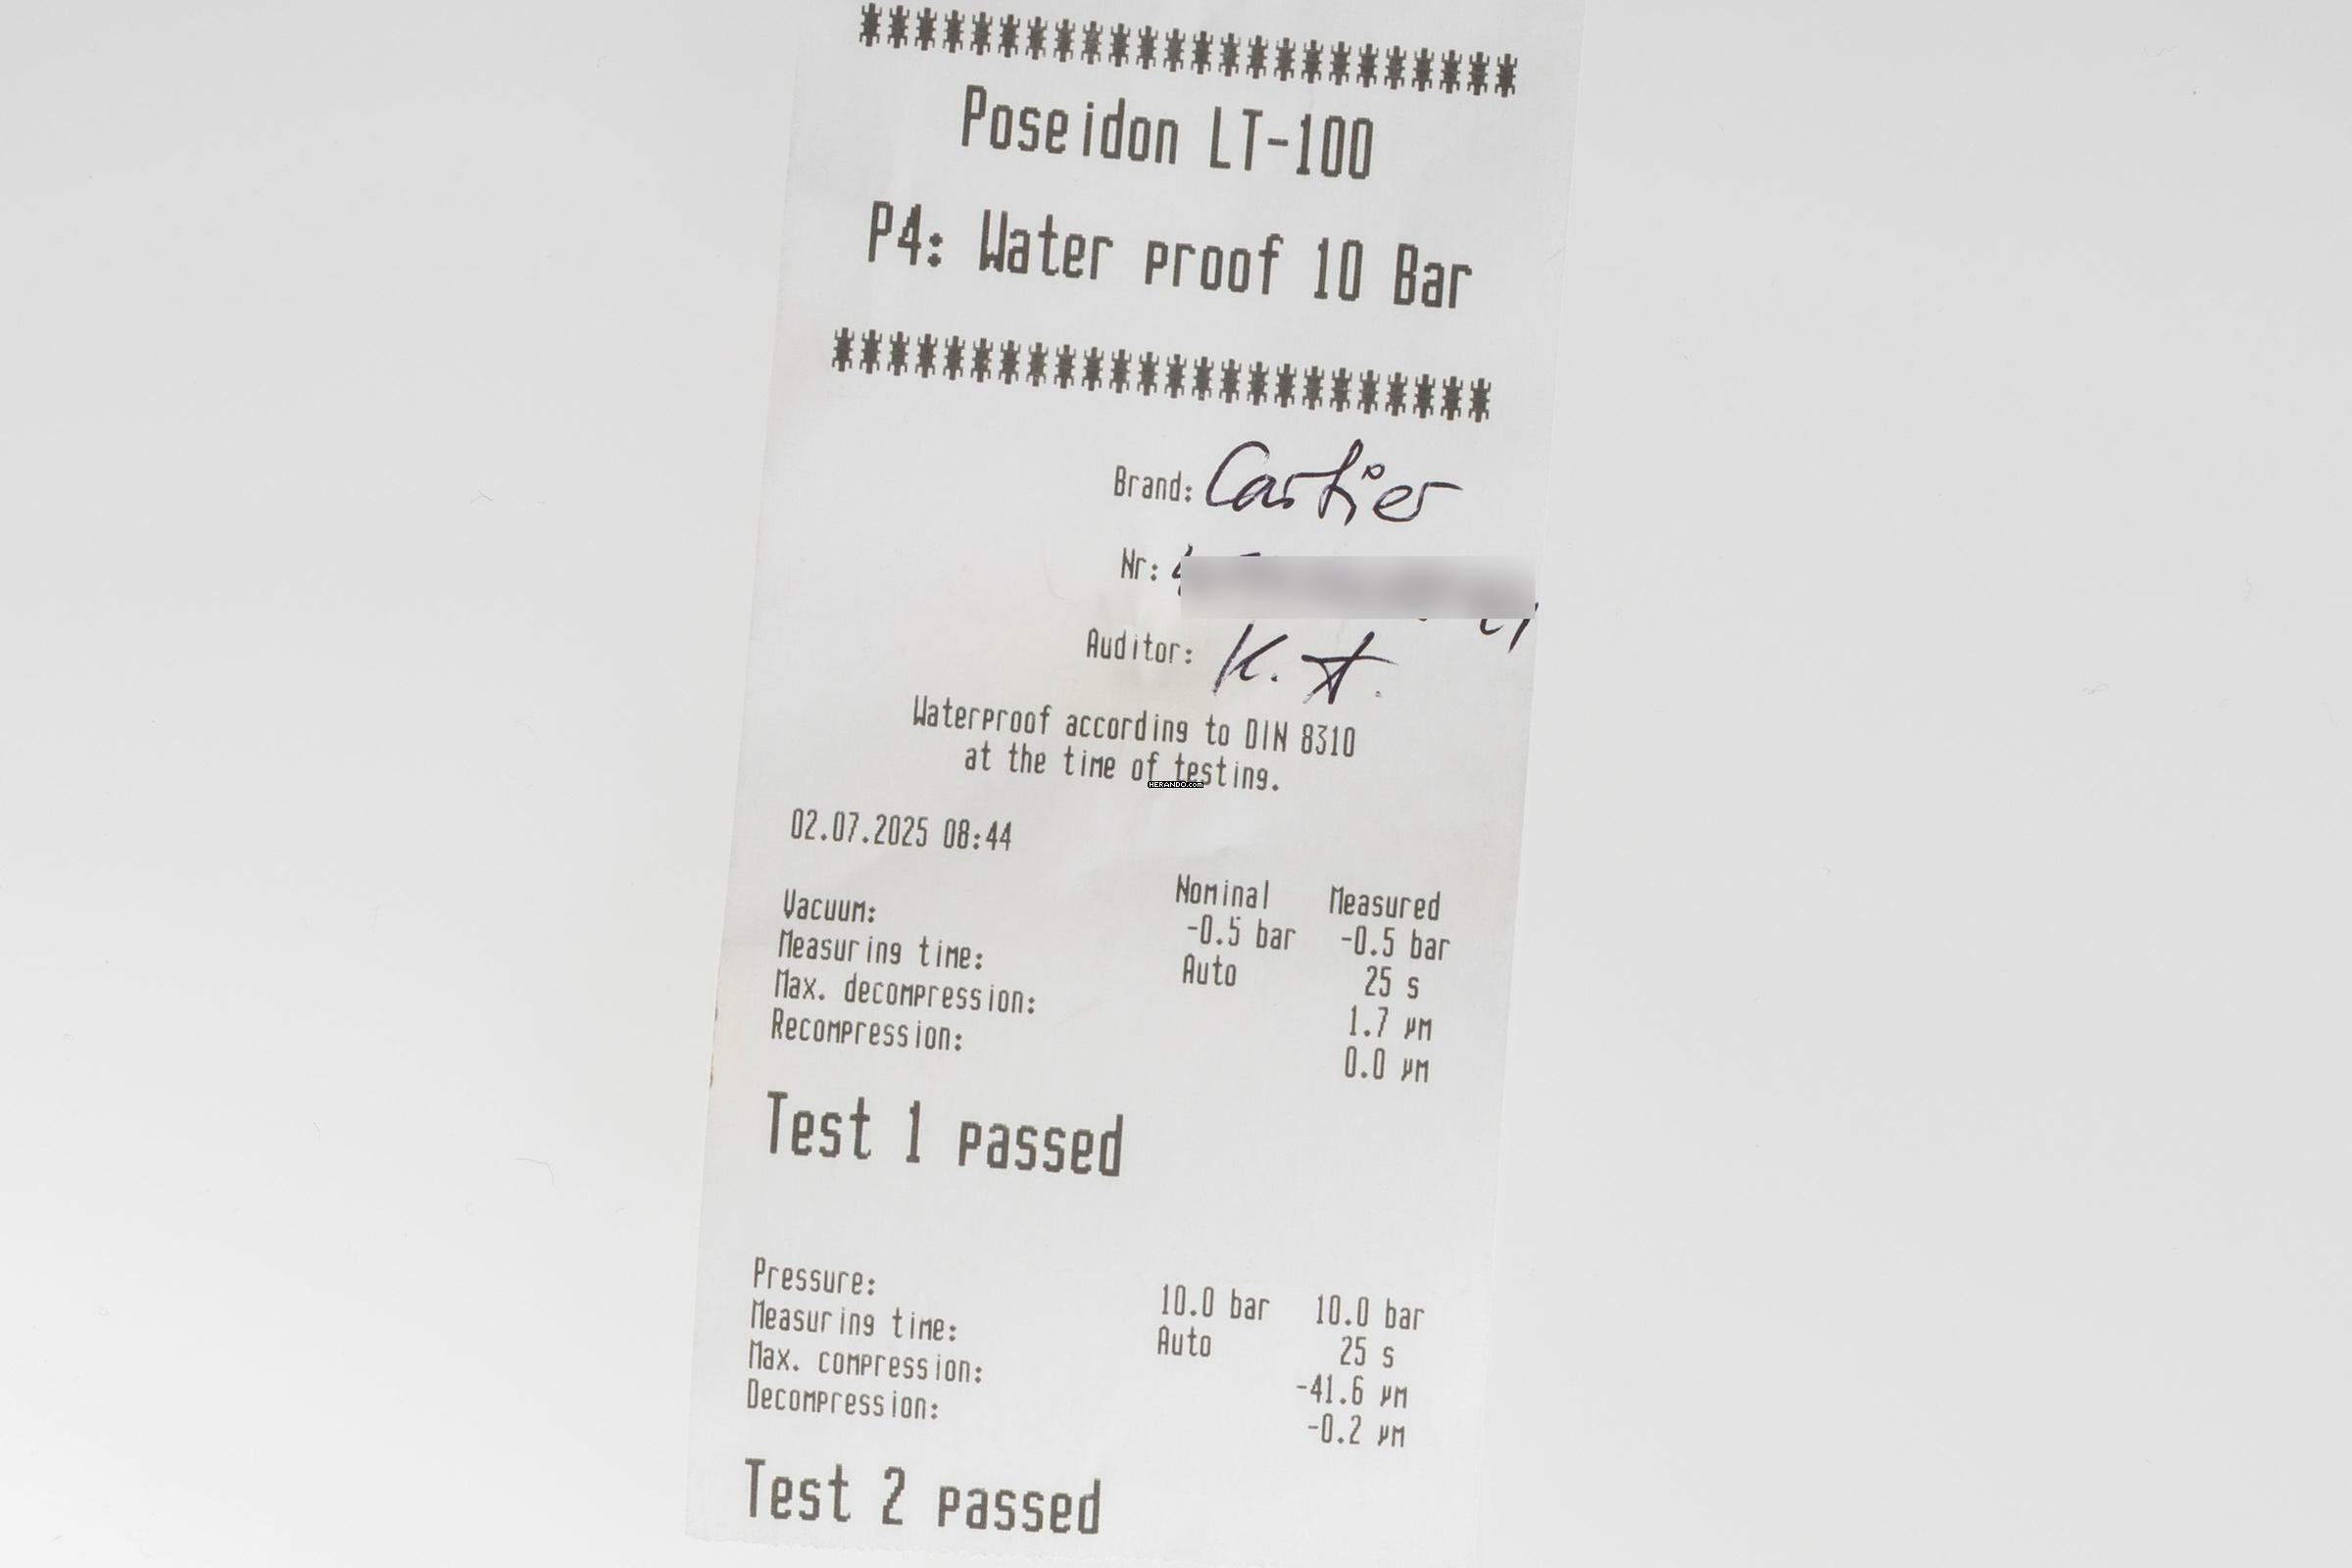 Poseidon LT-100
P4: Water proof 10 Bar
Brand: Cartier
Nr:
Auditor: K. A.
Waterproof according to DIN 8310
at the time of testing.
HERANDO.com
02.07.2025 08:44
Nominal Measured
Vacuum: -0.5 bar -0.5 bar
Measuring time: Auto 25 s
Max. decompression: 1.7 µm
Recompression: 0.0 µm
Test 1 passed
Pressure: 10.0 bar 10.0 bar
Measuring time: Auto 25 s
Max. compression: -41.6 µm
Decompression: -0.2 µm
Test 2 passed